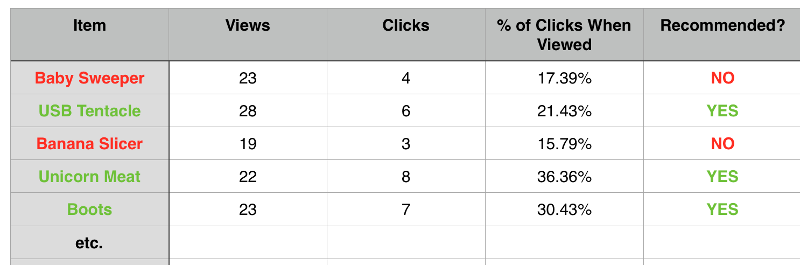 Item Views Clicks % of Clicks When Viewed Recommended?
Baby Sweeper 23 4 17.39% NO
USB Tentacle 28 6 21.43% YES
Banana Slicer 19 3 15.79% NO
Unicorn Meat 22 8 36.36% YES
Boots 23 7 30.43% YES
etc.